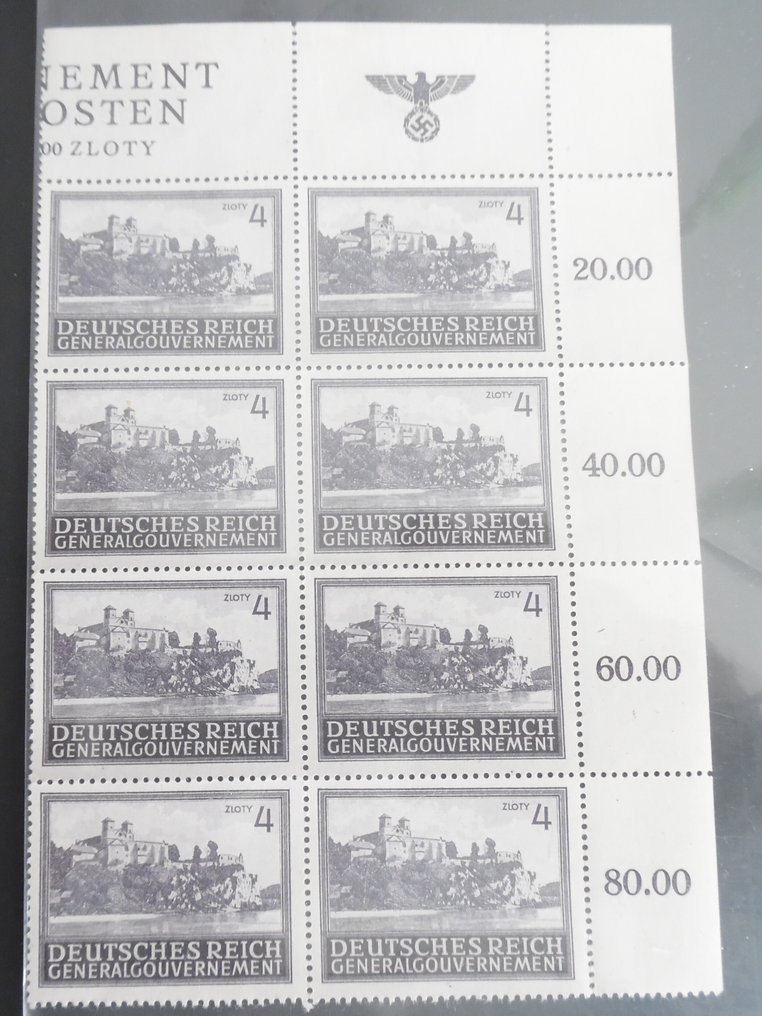 NEMENT
OSTEN
00 ZLOTY
ZLOTY 4
DEUTSCHES REICH
GENERALGOUVERNEMENT
ZLOTY 4
DEUTSCHES REICH
GENERALGOUVERNEMENT
20.00
ZLOTY 4
DEUTSCHES REICH
GENERALGOUVERNEMENT
ZLOTY 4
DEUTSCHES REICH
GENERALGOUVERNEMENT
40.00
ZLOTY 4
DEUTSCHES REICH
GENERALGOUVERNEMENT
ZLOTY 4
DEUTSCHES REICH
GENERALGOUVERNEMENT
60.00
ZLOTY 4
DEUTSCHES REICH
GENERALGOUVERNEMENT
ZLOTY 4
DEUTSCHES REICH
GENERALGOUVERNEMENT
80.00